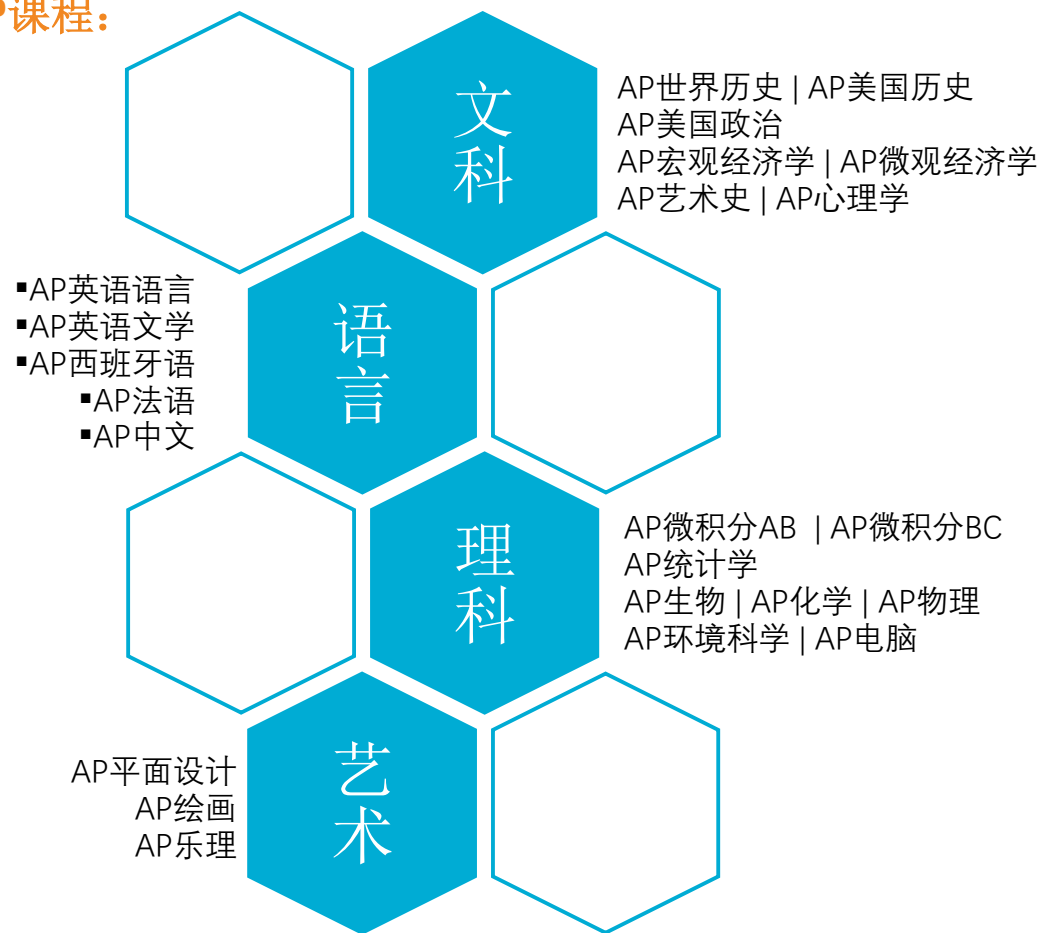 P课程：
文科
AP世界历史 | AP美国历史
AP美国政治
AP宏观经济学 | AP微观经济学
AP艺术史 | AP心理学
语言
▪AP英语语言
▪AP英语文学
▪AP西班牙语
▪AP法语
▪AP中文
理科
AP微积分AB | AP微积分BC
AP统计学
AP生物 | AP化学 | AP物理
AP环境科学 | AP电脑
艺术
AP平面设计
AP绘画
AP乐理